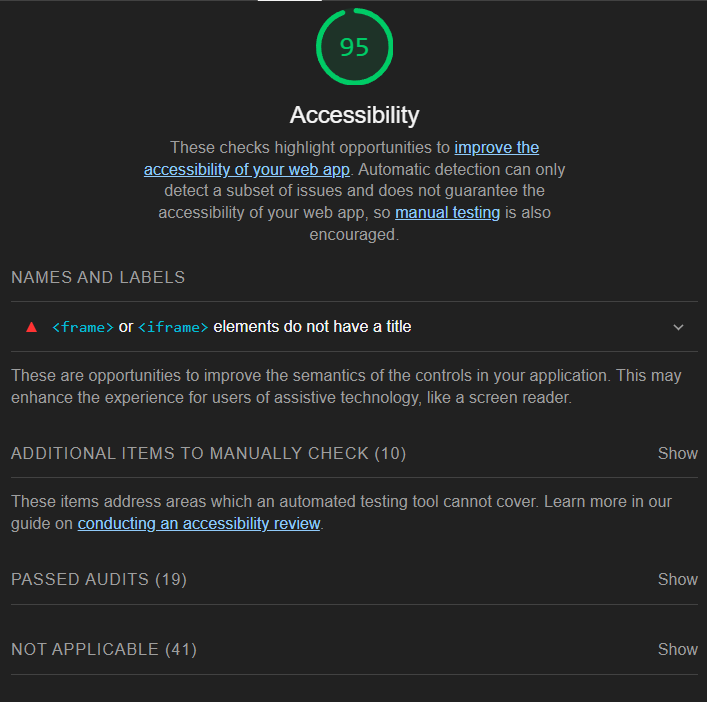 95
Accessibility
These checks highlight opportunities to improve the
accessibility of your web app. Automatic detection can only
detect a subset of issues and does not guarantee the
accessibility of your web app, so manual testing is also
encouraged.
NAMES AND LABELS
<frame> or <iframe> elements do not have a title
These are opportunities to improve the semantics of the controls in your application. This may
enhance the experience for users of assistive technology, like a screen reader.
ADDITIONAL ITEMS TO MANUALLY CHECK (10) Show
These items address areas which an automated testing tool cannot cover. Learn more in our
guide on conducting an accessibility review.
PASSED AUDITS (19) Show
NOT APPLICABLE (41) Show